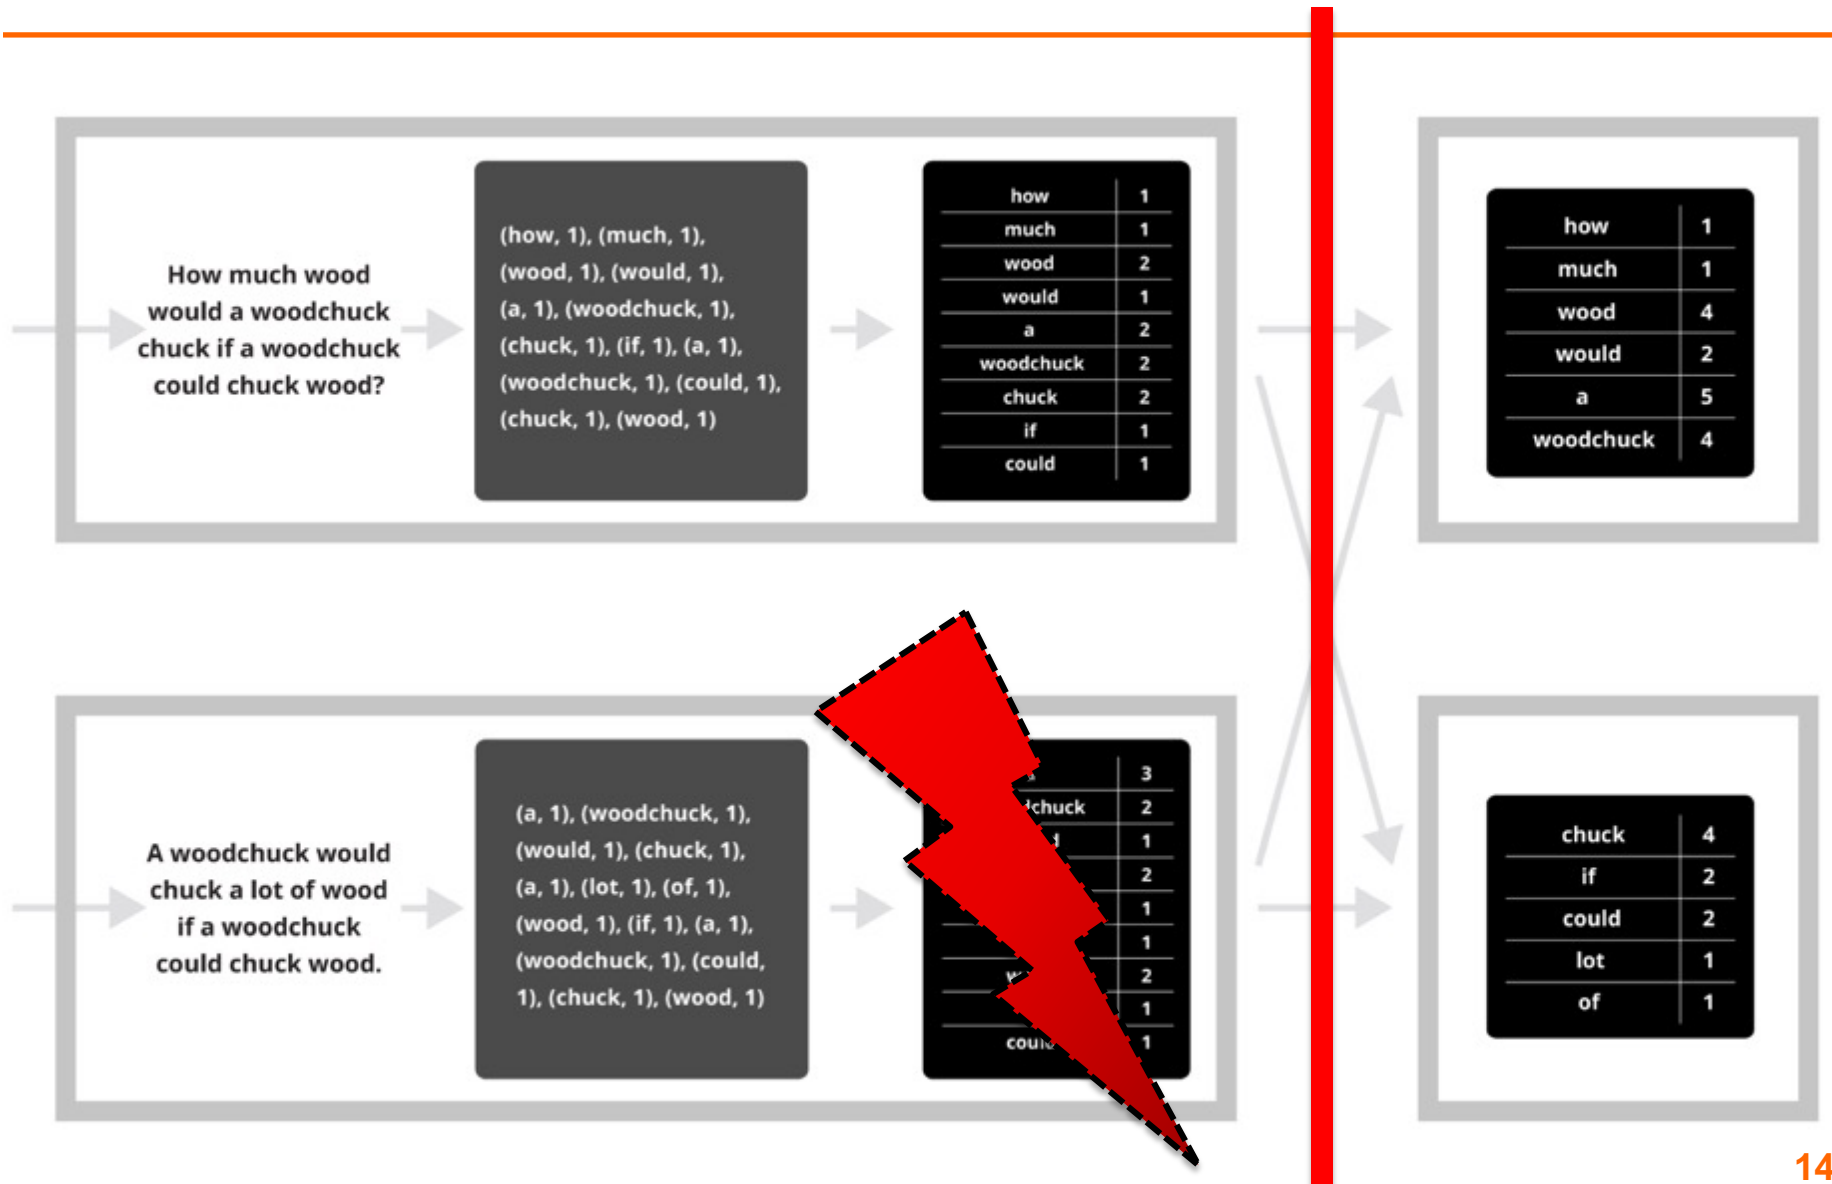 How much wood
would a woodchuck
chuck if a woodchuck
could chuck wood?
(how, 1), (much, 1),
(wood, 1), (would, 1),
(a, 1), (woodchuck, 1),
(chuck, 1), (if, 1), (a, 1),
(woodchuck, 1), (could, 1),
(chuck, 1), (wood, 1)
how 1
much 1
wood 2
would 1
a 2
woodchuck 2
chuck 2
if 1
could 1
how 1
much 1
wood 4
would 2
a 5
woodchuck 4
A woodchuck would
chuck a lot of wood
if a woodchuck
could chuck wood.
(a, 1), (woodchuck, 1),
(would, 1), (chuck, 1),
(a, 1), (lot, 1), (of, 1),
(wood, 1), (if, 1), (a, 1),
(woodchuck, 1), (could,
1), (chuck, 1), (wood, 1)
3
2
1
2
1
1
2
1
1
chuck 4
if 2
could 2
lot 1
of 1
14